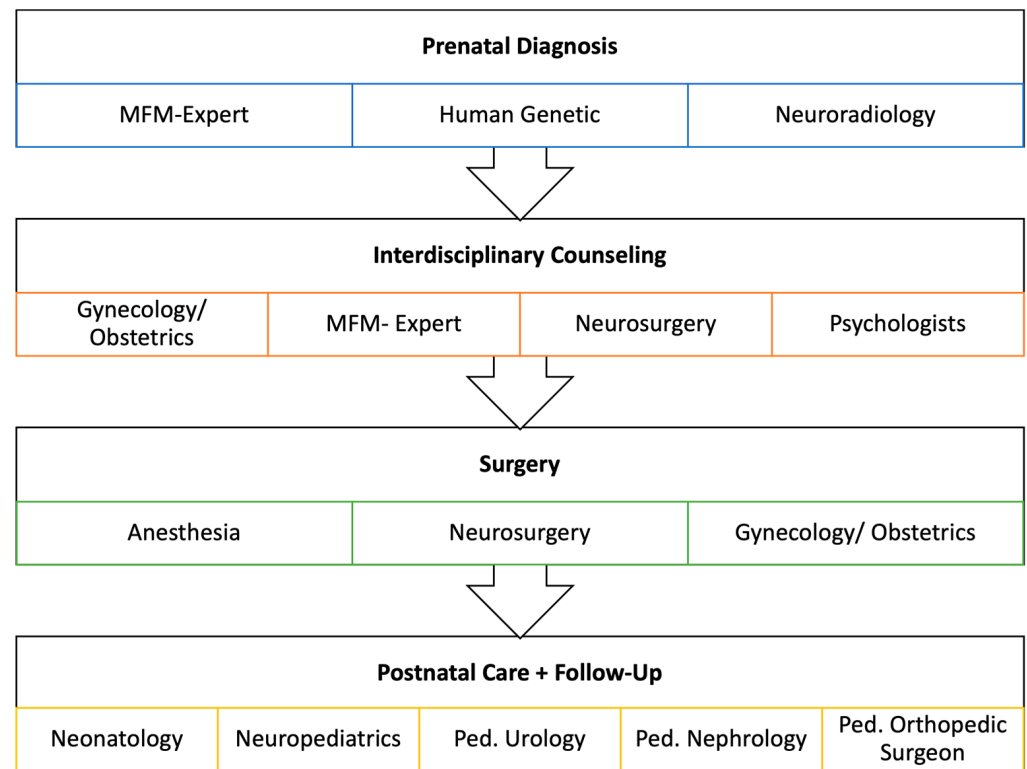 Prenatal Diagnosis
MFM-Expert
Human Genetic
Neuroradiology
Interdisciplinary Counseling
Gynecology/
Obstetrics
MFM- Expert
Neurosurgery
Psychologists
Surgery
Anesthesia
Neurosurgery
Gynecology/ Obstetrics
Postnatal Care + Follow-Up
Neonatology
Neuropediatrics
Ped. Urology
Ped. Nephrology
Ped. Orthopedic
Surgeon